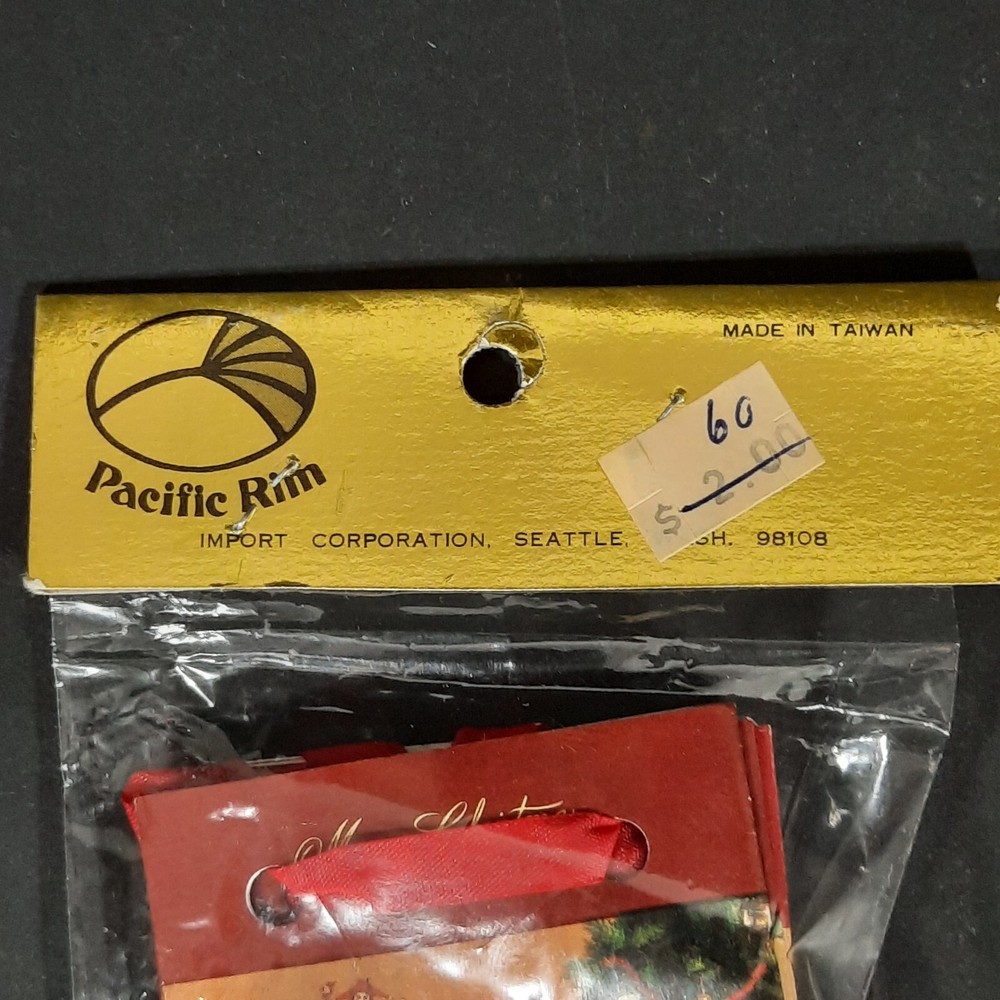 MADE IN TAIWAN
60
$ 2.00
Pacific Rim
IMPORT CORPORATION, SEATTLE, SH. 98108